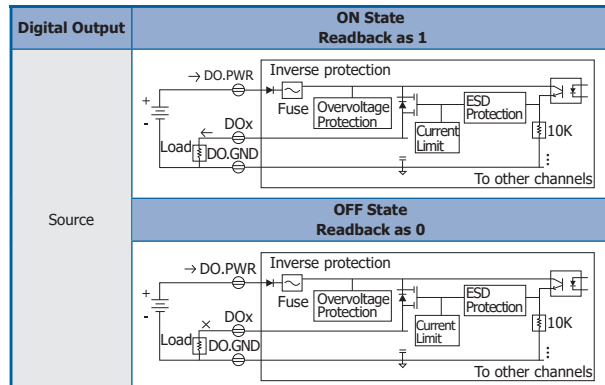 Digital Output
ON State
Readback as 1
Source
→ DO.PWR
Inverse protection
+
-
Fuse
Overvoltage
Protection
ESD
Protection
DOx
←
Current
Limit
10K
Load
DO.GND
To other channels
OFF State
Readback as 0
→ DO.PWR
Inverse protection
+
-
Fuse
Overvoltage
Protection
ESD
Protection
DOx
×
Current
Limit
10K
Load
DO.GND
To other channels